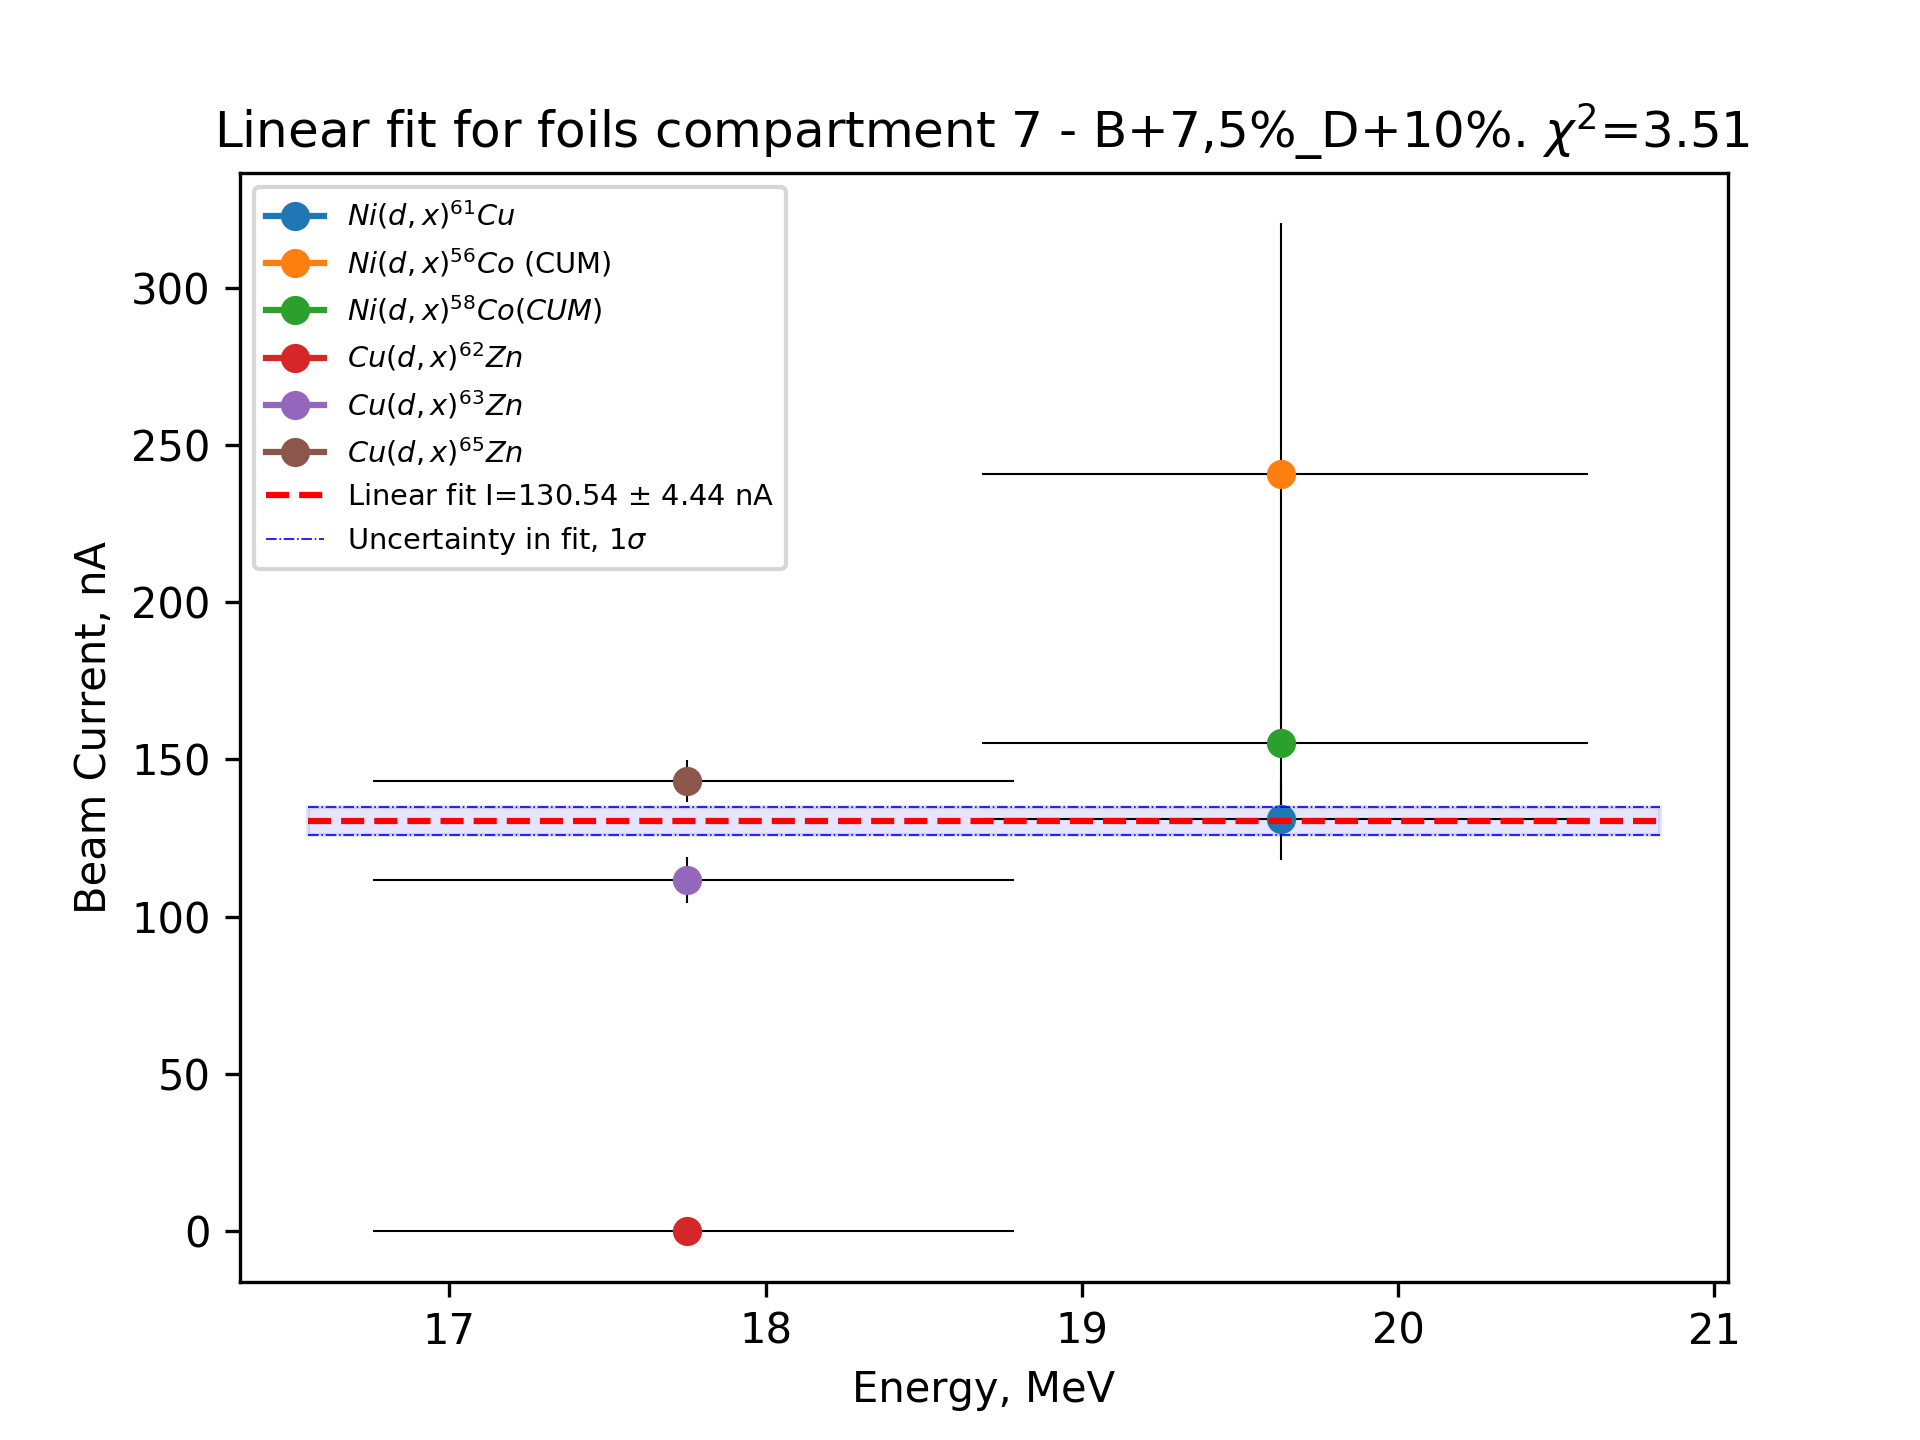 Linear fit for foils compartment 7 - B+7,5%_D+10%. χ²=3.51
Ni(d,x)⁶¹Cu
Ni(d,x)⁵⁶Co (CUM)
Ni(d,x)⁵⁸Co(CUM)
Cu(d,x)⁶²Zn
Cu(d,x)⁶³Zn
Cu(d,x)⁶⁵Zn
Linear fit I=130.54 ± 4.44 nA
Uncertainty in fit, 1σ
Beam Current, nA
300
250
200
150
100
50
0
17 18 19 20 21
Energy, MeV